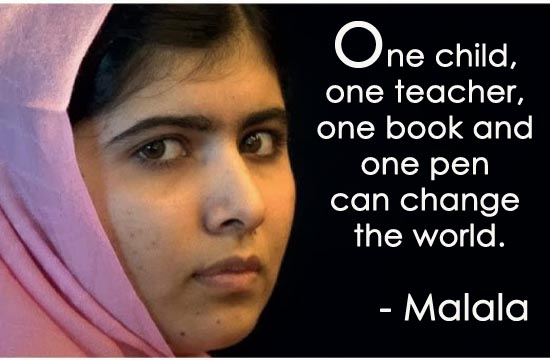 One child,
one teacher,
one book and
one pen
can change
the world.
- Malala